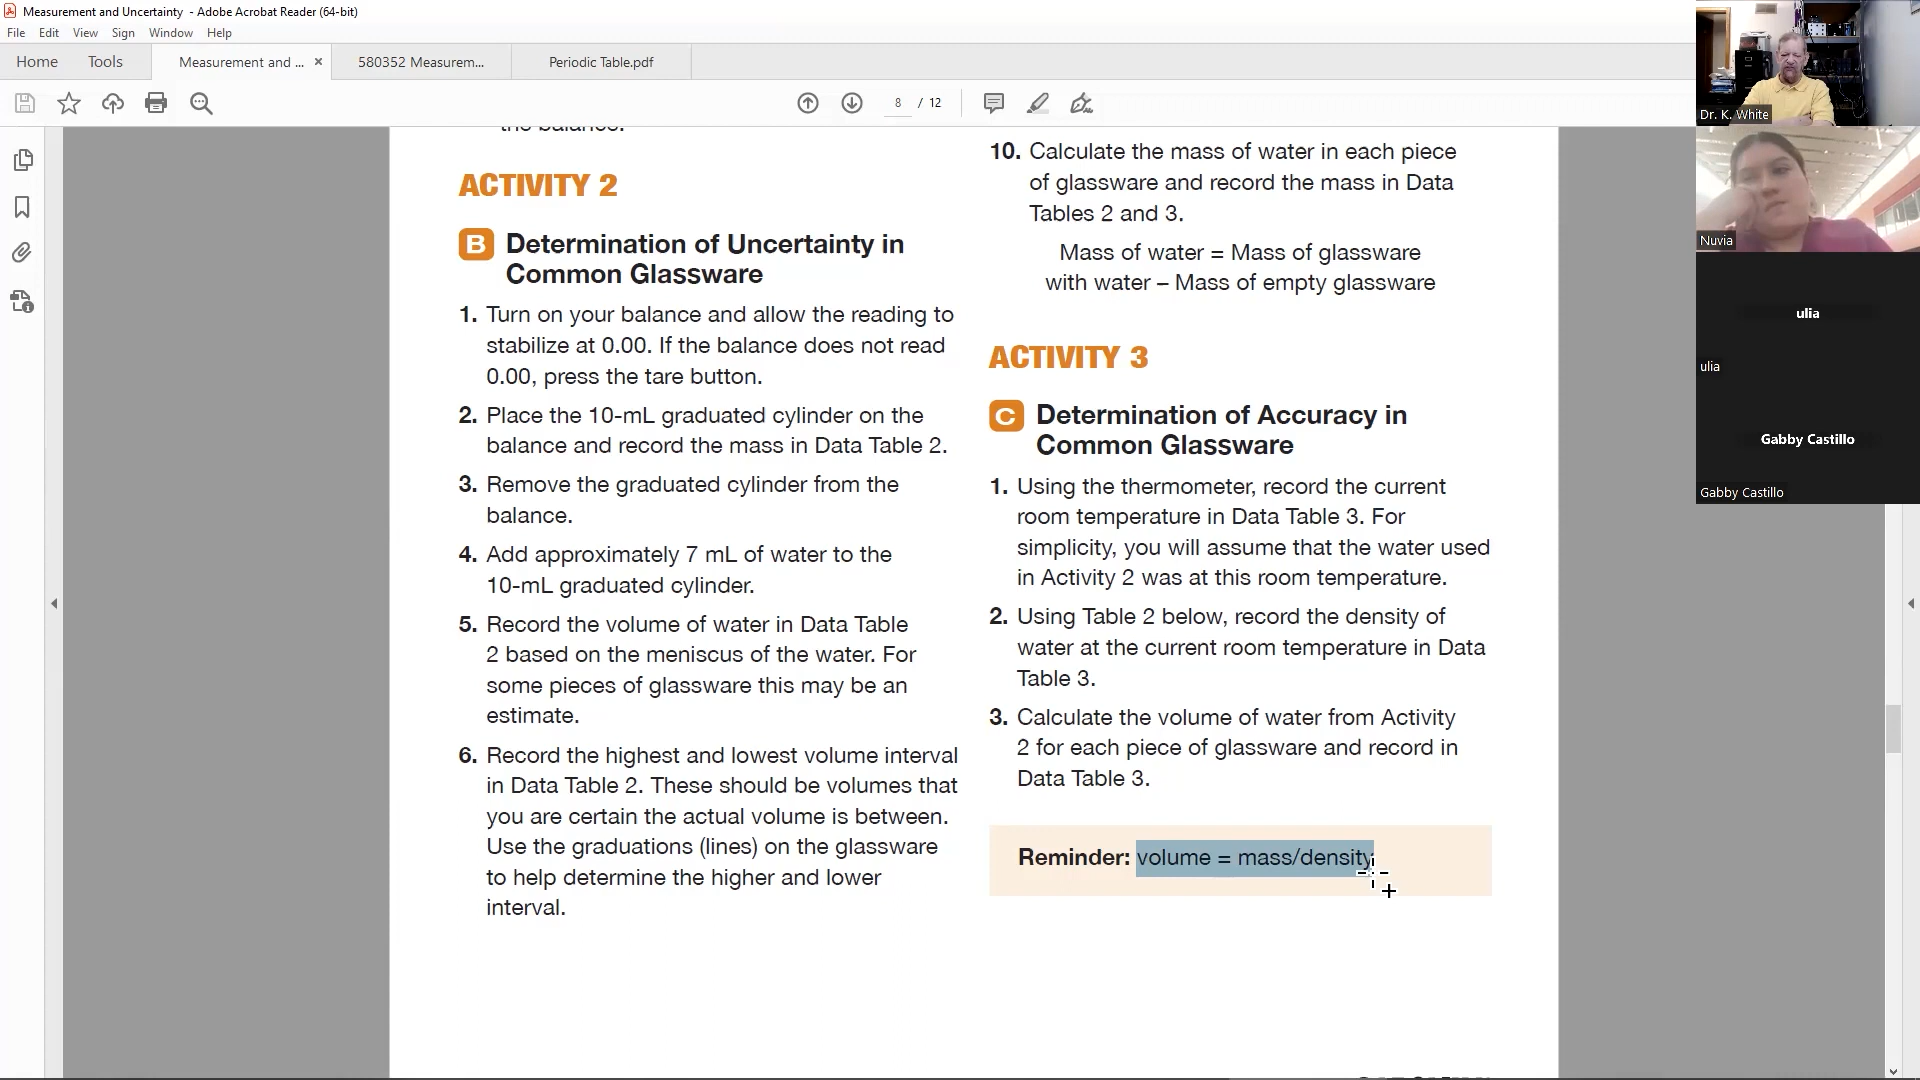 Measurement and Uncertainty - Adobe Acrobat Reader (64-bit)
File Edit View Sign Window Help
Home Tools Measurement and ... × 580352 Measurem... Periodic Table.pdf
8 / 12
the balance.
ACTIVITY 2
B Determination of Uncertainty in
Common Glassware
1. Turn on your balance and allow the reading to
stabilize at 0.00. If the balance does not read
0.00, press the tare button.
2. Place the 10-mL graduated cylinder on the
balance and record the mass in Data Table 2.
3. Remove the graduated cylinder from the
balance.
4. Add approximately 7 mL of water to the
10-mL graduated cylinder.
5. Record the volume of water in Data Table
2 based on the meniscus of the water. For
some pieces of glassware this may be an
estimate.
6. Record the highest and lowest volume interval
in Data Table 2. These should be volumes that
you are certain the actual volume is between.
Use the graduations (lines) on the glassware
to help determine the higher and lower
interval.
10. Calculate the mass of water in each piece
of glassware and record the mass in Data
Tables 2 and 3.
Mass of water = Mass of glassware
with water – Mass of empty glassware
ACTIVITY 3
C Determination of Accuracy in
Common Glassware
1. Using the thermometer, record the current
room temperature in Data Table 3. For
simplicity, you will assume that the water used
in Activity 2 was at this room temperature.
2. Using Table 2 below, record the density of
water at the current room temperature in Data
Table 3.
3. Calculate the volume of water from Activity
2 for each piece of glassware and record in
Data Table 3.
Reminder: volume = mass/density
Dr. K. White
Nuvia
ulia
ulia
Gabby Castillo
Gabby Castillo